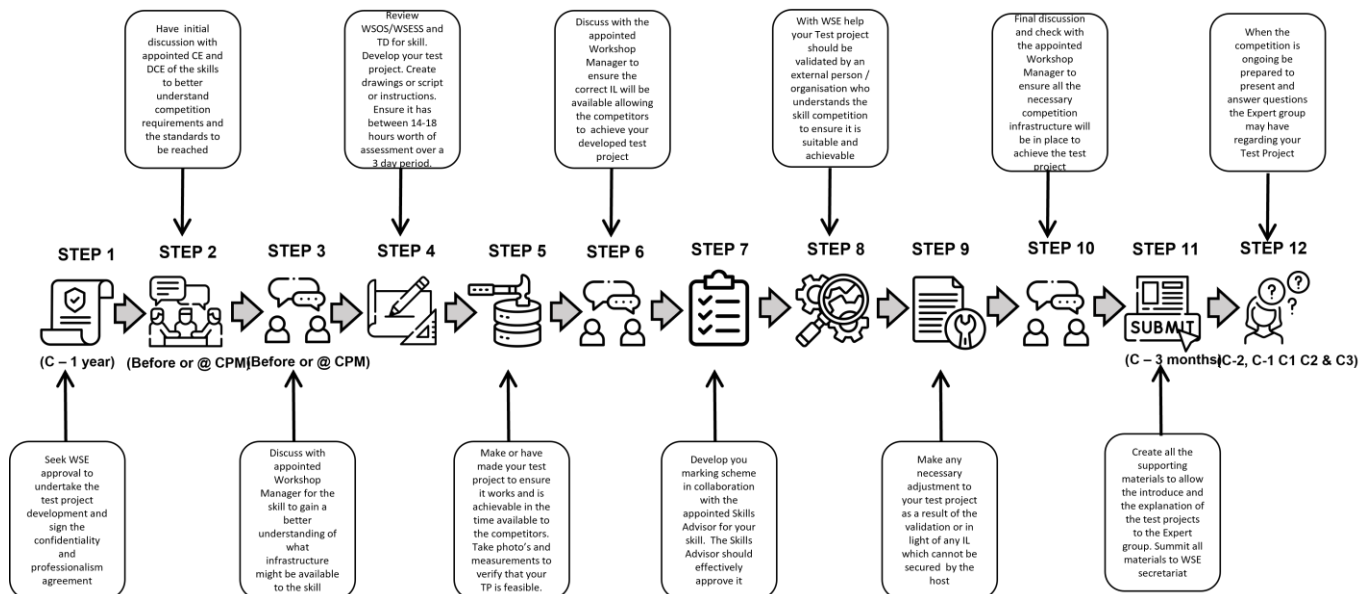 Have initial
discussion with
appointed CE and
DCE of the skills
to better
understand
competition
requirements and
the standards to
be reached
Review
WSOS/WSESS and
TD for skill.
Develop your test
project. Create
drawings or script
or instructions.
Ensure it has
between 14-18
hours worth of
assessment over a
3 day period.
Discuss with the
appointed
Workshop
Manager to
ensure the
correct IL will be
available allowing
the competitors
to achieve your
developed test
project
With WSE help
your Test project
should be
validated by an
external person /
organisation who
understands the
skill competition
to ensure it is
suitable and
achievable
Final discussion
and check with
the appointed
Workshop
Manager to
ensure all the
necessary
competition
infrastructure will
be in place to
achieve the test
project
When the
competition is
ongoing be
prepared to
present and
answer questions
the Expert group
may have
regarding your
Test Project
STEP 1
STEP 2
STEP 3
STEP 4
STEP 5
STEP 6
STEP 7
STEP 8
STEP 9
STEP 10
STEP 11
STEP 12
SUBMIT
(C – 1 year)
(Before or @ CPM)
(Before or @ CPM)
(C – 3 months)
(C-2, C-1 C1 C2 & C3)
Seek WSE
approval to
undertake the
test project
development and
sign the
confidentiality
and
professionalism
agreement
Discuss with
appointed
Workshop
Manager for the
skill to gain a
better
understanding of
what
infrastructure
might be available
to the skill
Make or have
made your test
project to ensure
it works and is
achievable in the
time available to
the competitors.
Take photo's and
measurements to
verify that your
TP is feasible.
Develop you
marking scheme
in collaboration
with the
appointed Skills
Advisor for your
skill. The Skills
Advisor should
effectively
approve it
Make any
necessary
adjustment to
your test project
as a result of the
validation or in
light of any IL
which cannot be
secured by the
host
Create all the
supporting
materials to allow
the introduce and
the explanation of
the test projects
to the Expert
group. Summit all
materials to WSE
secretariat